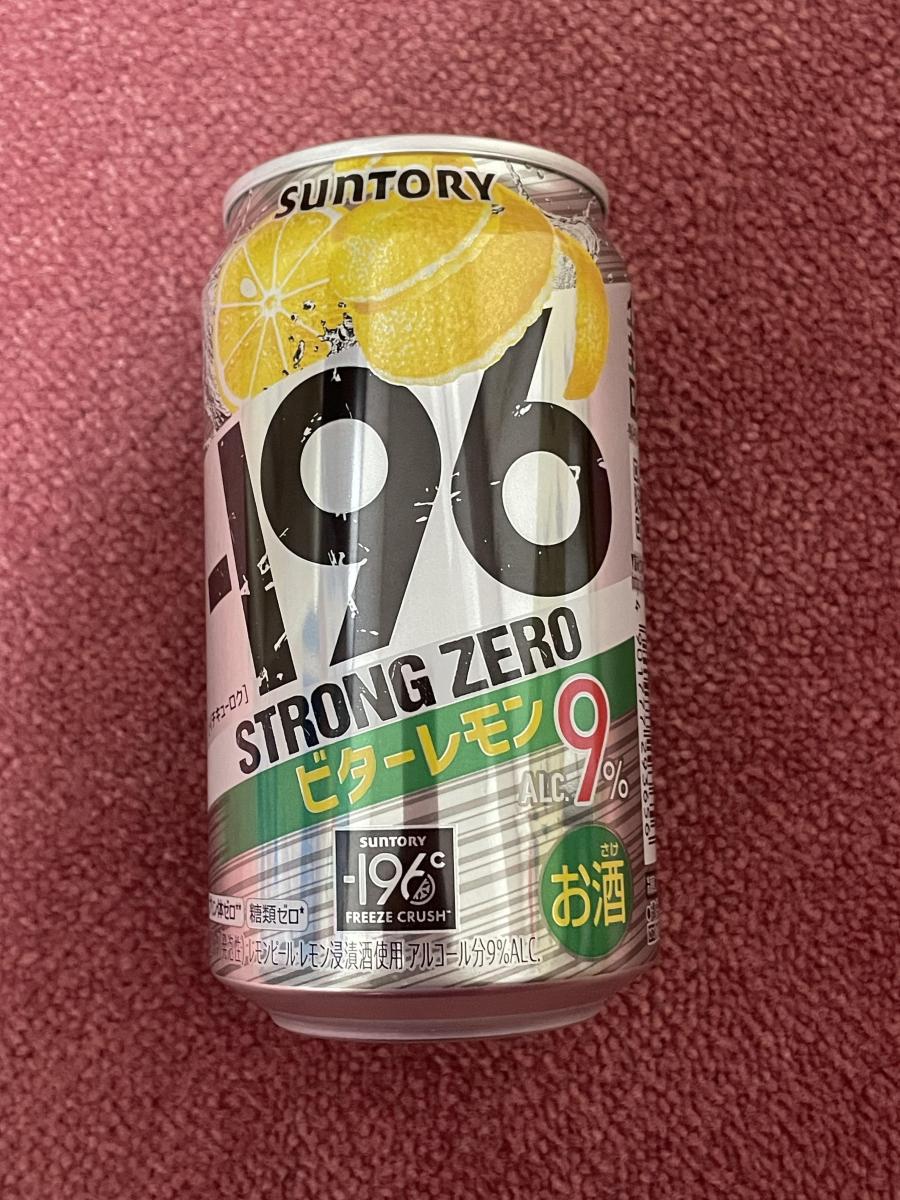 SUNTORY
-196
STRONG ZERO
ビターレモン
ALC. 9%
SUNTORY
-196℃
FREEZE CRUSH
さけ
お酒
糖類ゼロ*
レモンピール・レモン浸漬酒使用 アルコール分9%ALC.